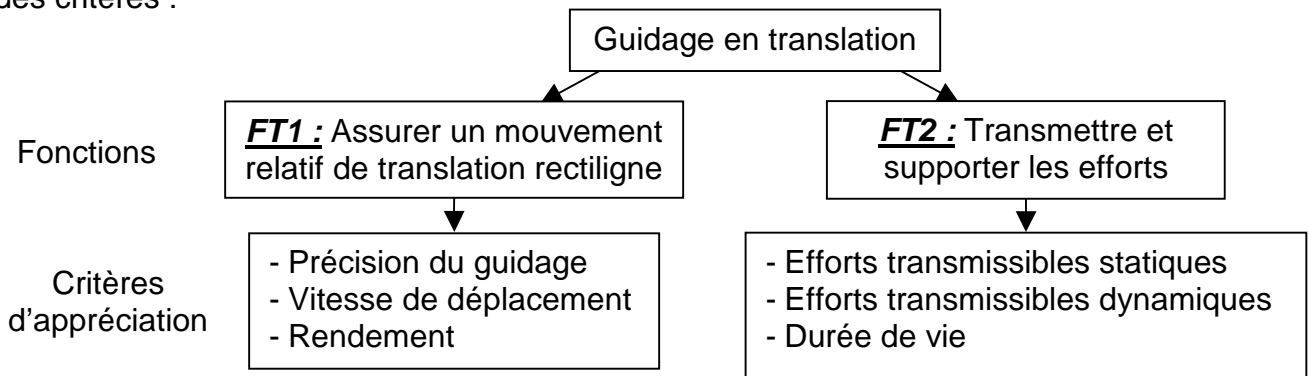 des critères :
Guidage en translation
Fonctions
FT1 : Assurer un mouvement
relatif de translation rectiligne
FT2 : Transmettre et
supporter les efforts
Critères
d'appréciation
- Précision du guidage
- Vitesse de déplacement
- Rendement
- Efforts transmissibles statiques
- Efforts transmissibles dynamiques
- Durée de vie